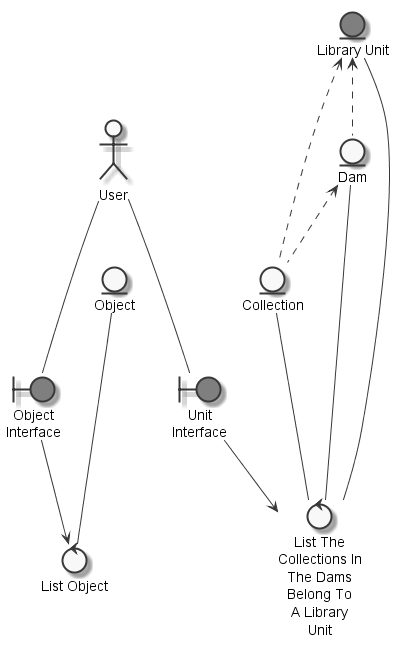 Library Unit
User
Dam
Object
Collection
Object
Interface
Unit
Interface
List Object
List The
Collections In
The Dams
Belong To
A Library
Unit